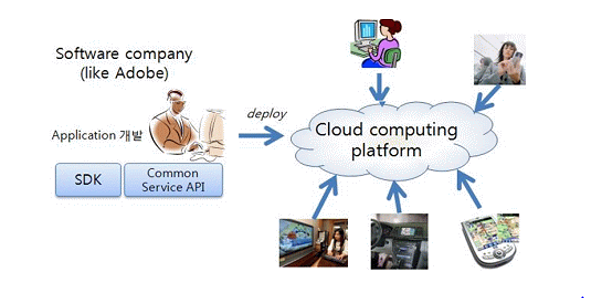 Software company
(like Adobe)
Application 개발
SDK
Common
Service API
deploy
Cloud computing
platform